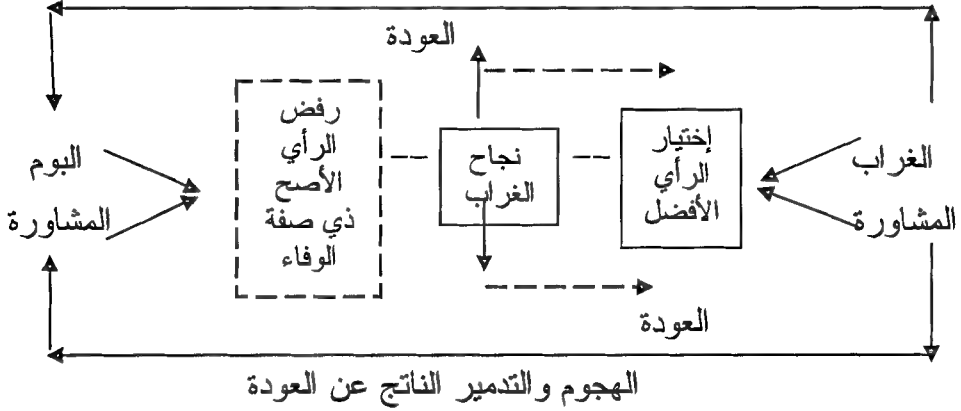 العودة
الغراب
المشاورة
إختيار
الرأي
الأفضل
نجاح
الغراب
رفض
الرأي
الأصح
ذي صفة
الوفاء
البوم
المشاورة
العودة
الهجوم والتدمير الناتج عن العودة